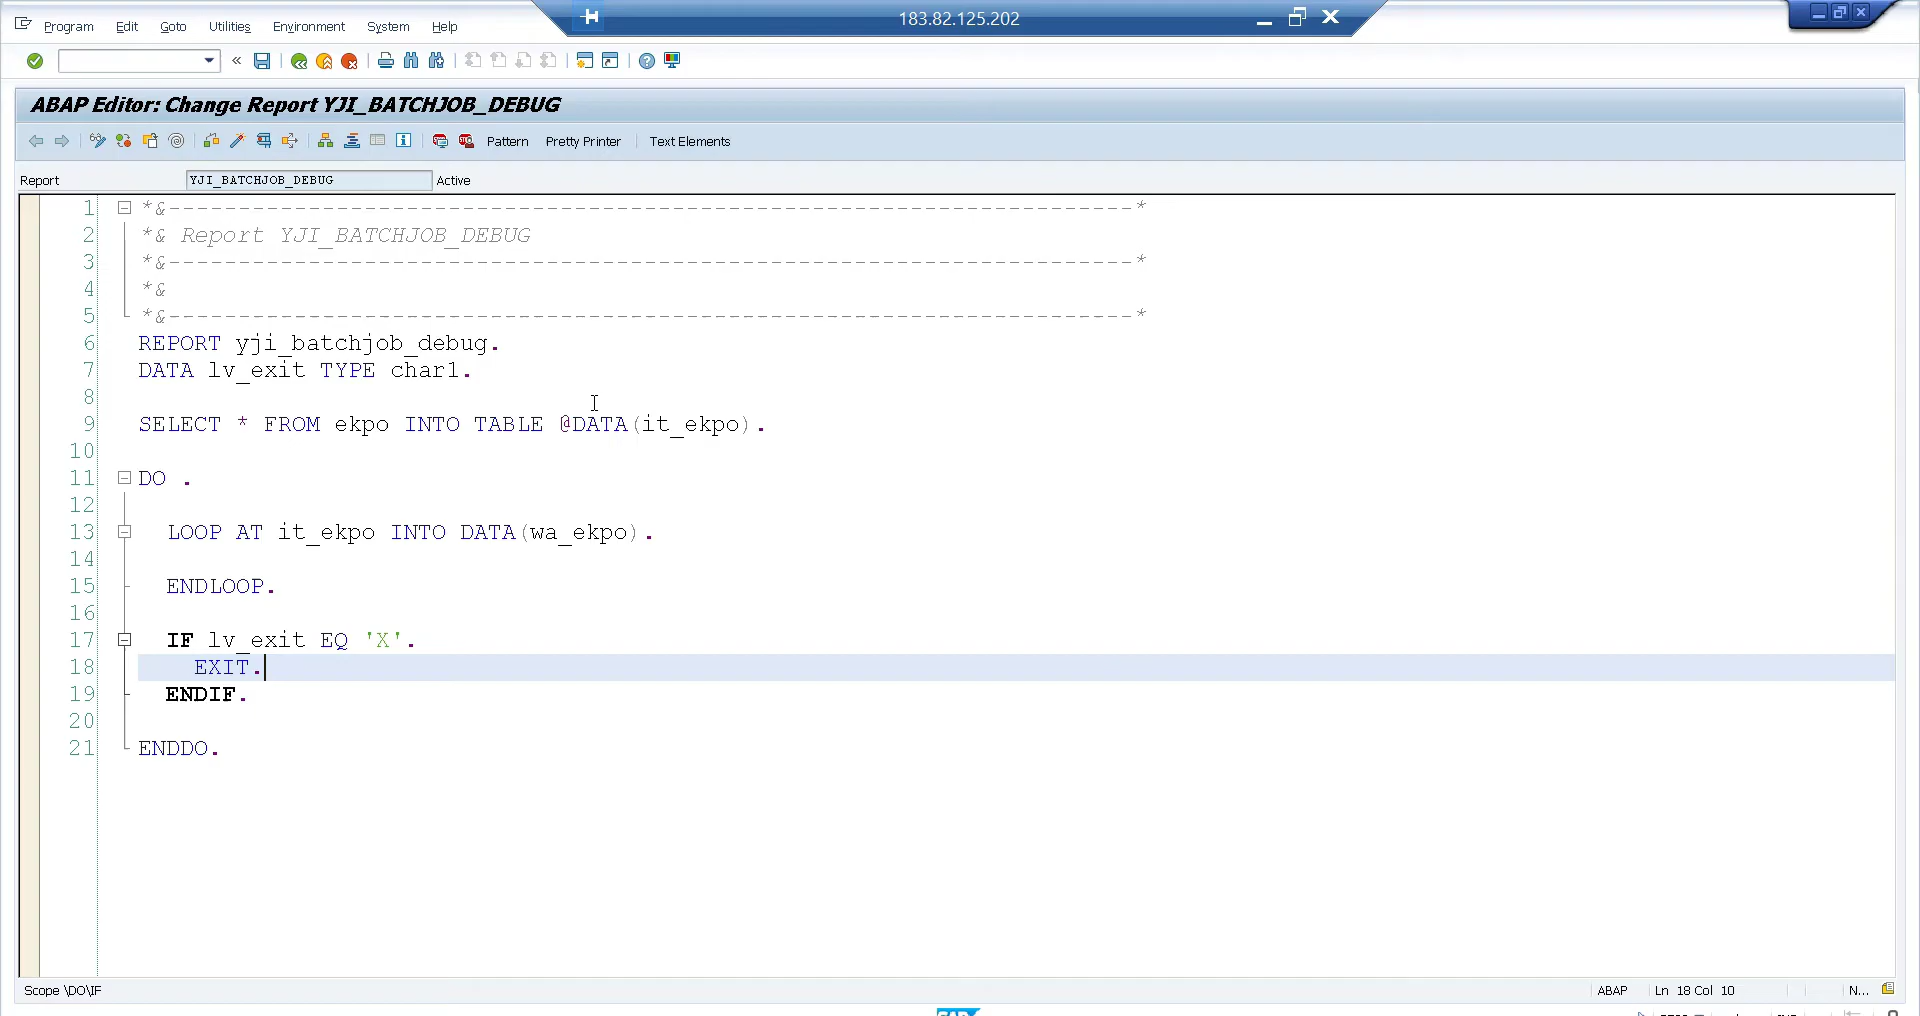 183.82.125.202
Program Edit Goto Utilities Environment System Help
ABAP Editor: Change Report YJI_BATCHJOB_DEBUG
Pattern Pretty Printer Text Elements
Report YJI_BATCHJOB_DEBUG Active
1 *&---------------------------------------------------------------------*
2 *& Report YJI_BATCHJOB_DEBUG
3 *&---------------------------------------------------------------------*
4 *&
5 *&---------------------------------------------------------------------*
6 REPORT yji_batchjob_debug.
7 DATA lv_exit TYPE char1.
8
9 SELECT * FROM ekpo INTO TABLE @DATA(it_ekpo).
10
11 DO .
12
13 LOOP AT it_ekpo INTO DATA(wa_ekpo).
14
15 ENDLOOP.
16
17 IF lv_exit EQ 'X'.
18 EXIT.
19 ENDIF.
20
21 ENDDO.
Scope \DO\IF ABAP Ln 18 Col 10 N...